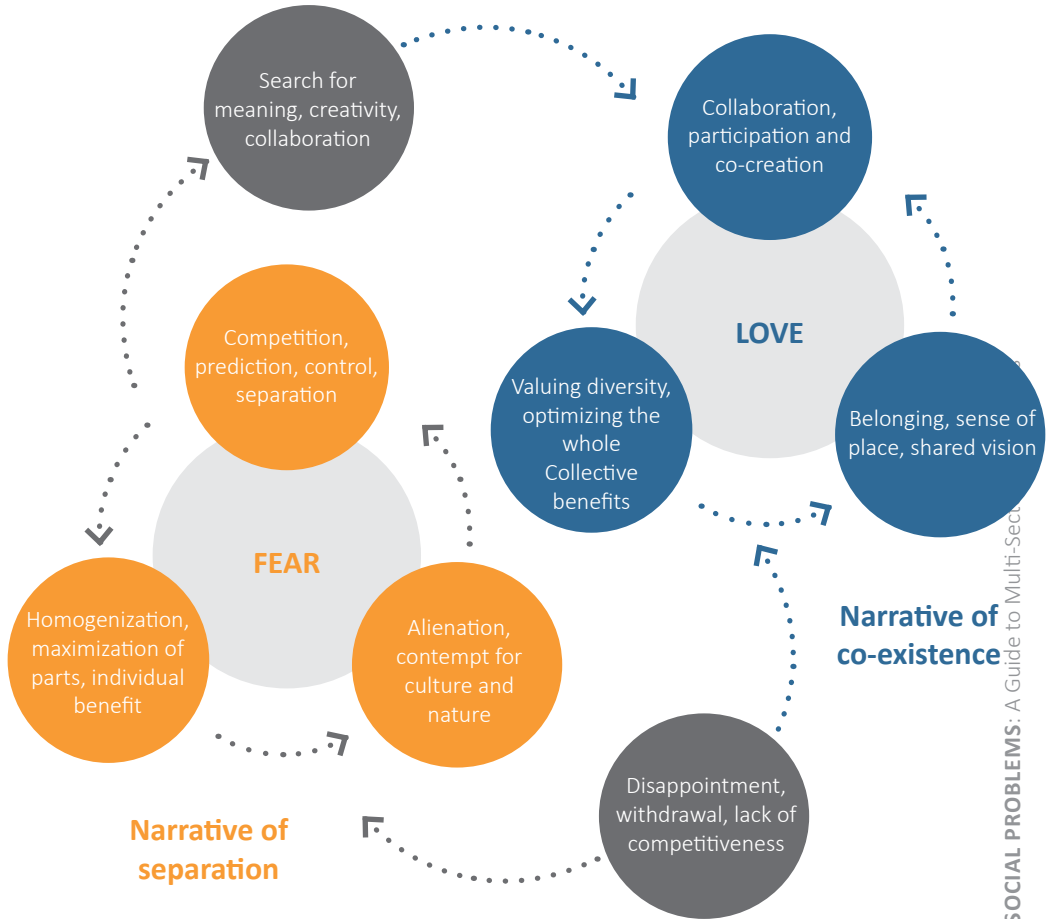 Search for
meaning, creativity,
collaboration
Collaboration,
participation and
co-creation
Competition,
prediction, control,
separation
LOVE
Valuing diversity,
optimizing the
whole
Collective
benefits
Belonging, sense of
place, shared vision
FEAR
Homogenization,
maximization of
parts, individual
benefit
Alienation,
contempt for
culture and
nature
Narrative of
co-existence
Disappointment,
withdrawal, lack of
competitiveness
Narrative of
separation
SOCIAL PROBLEMS: A Guide to Multi-Sect